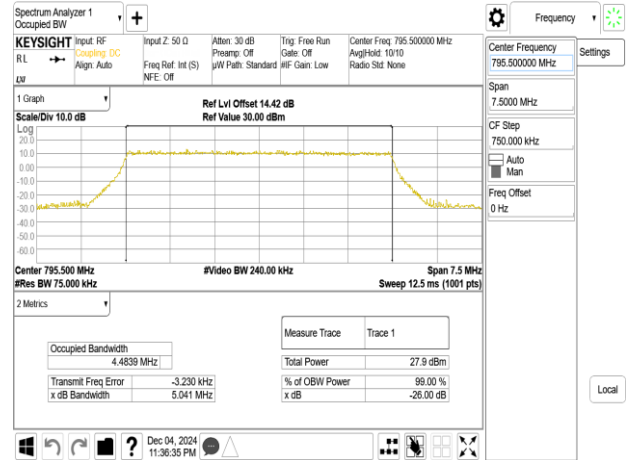 Spectrum Analyzer 1
Occupied BW
Frequency
KEYSIGHT
Input: RF
Coupling: DC
Align: Auto
RL
LXI
Input Z: 50 Ω
Freq Ref: Int (S)
NFE: Off
Atten: 30 dB
Preamp: Off
µW Path: Standard
Trig: Free Run
Gate: Off
#IF Gain: Low
Center Freq: 795.500000 MHz
Avg|Hold: 10/10
Radio Std: None
Center Frequency
795.500000 MHz
Settings
Span
7.5000 MHz
CF Step
750.000 kHz
Auto
Man
Freq Offset
0 Hz
1 Graph
Scale/Div 10.0 dB
Ref Lvl Offset 14.42 dB
Ref Value 30.00 dBm
Log
20.0
10.0
0.00
-10.0
-20.0
-30.0
-40.0
-50.0
-60.0
Center 795.500 MHz
#Video BW 240.00 kHz
Span 7.5 MHz
#Res BW 75.000 kHz
Sweep 12.5 ms (1001 pts)
2 Metrics
Measure Trace
Trace 1
Occupied Bandwidth
4.4839 MHz
Total Power
27.9 dBm
Transmit Freq Error
-3.230 kHz
% of OBW Power
99.00 %
x dB Bandwidth
5.041 MHz
x dB
-26.00 dB
Local
?
Dec 04, 2024
11:36:35 PM